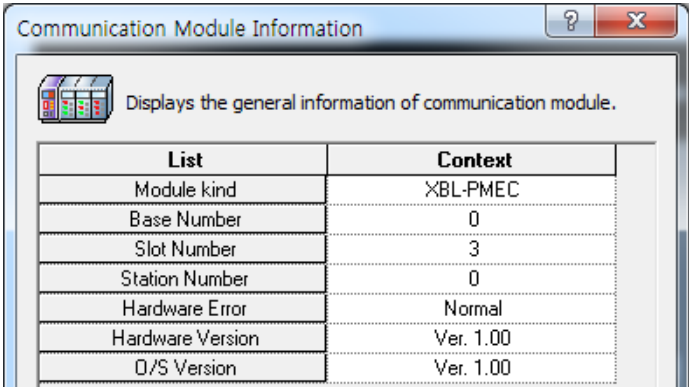 Communication Module Information
Displays the general information of communication module.
List Context
Module kind XBL-PMEC
Base Number 0
Slot Number 3
Station Number 0
Hardware Error Normal
Hardware Version Ver. 1.00
O/S Version Ver. 1.00